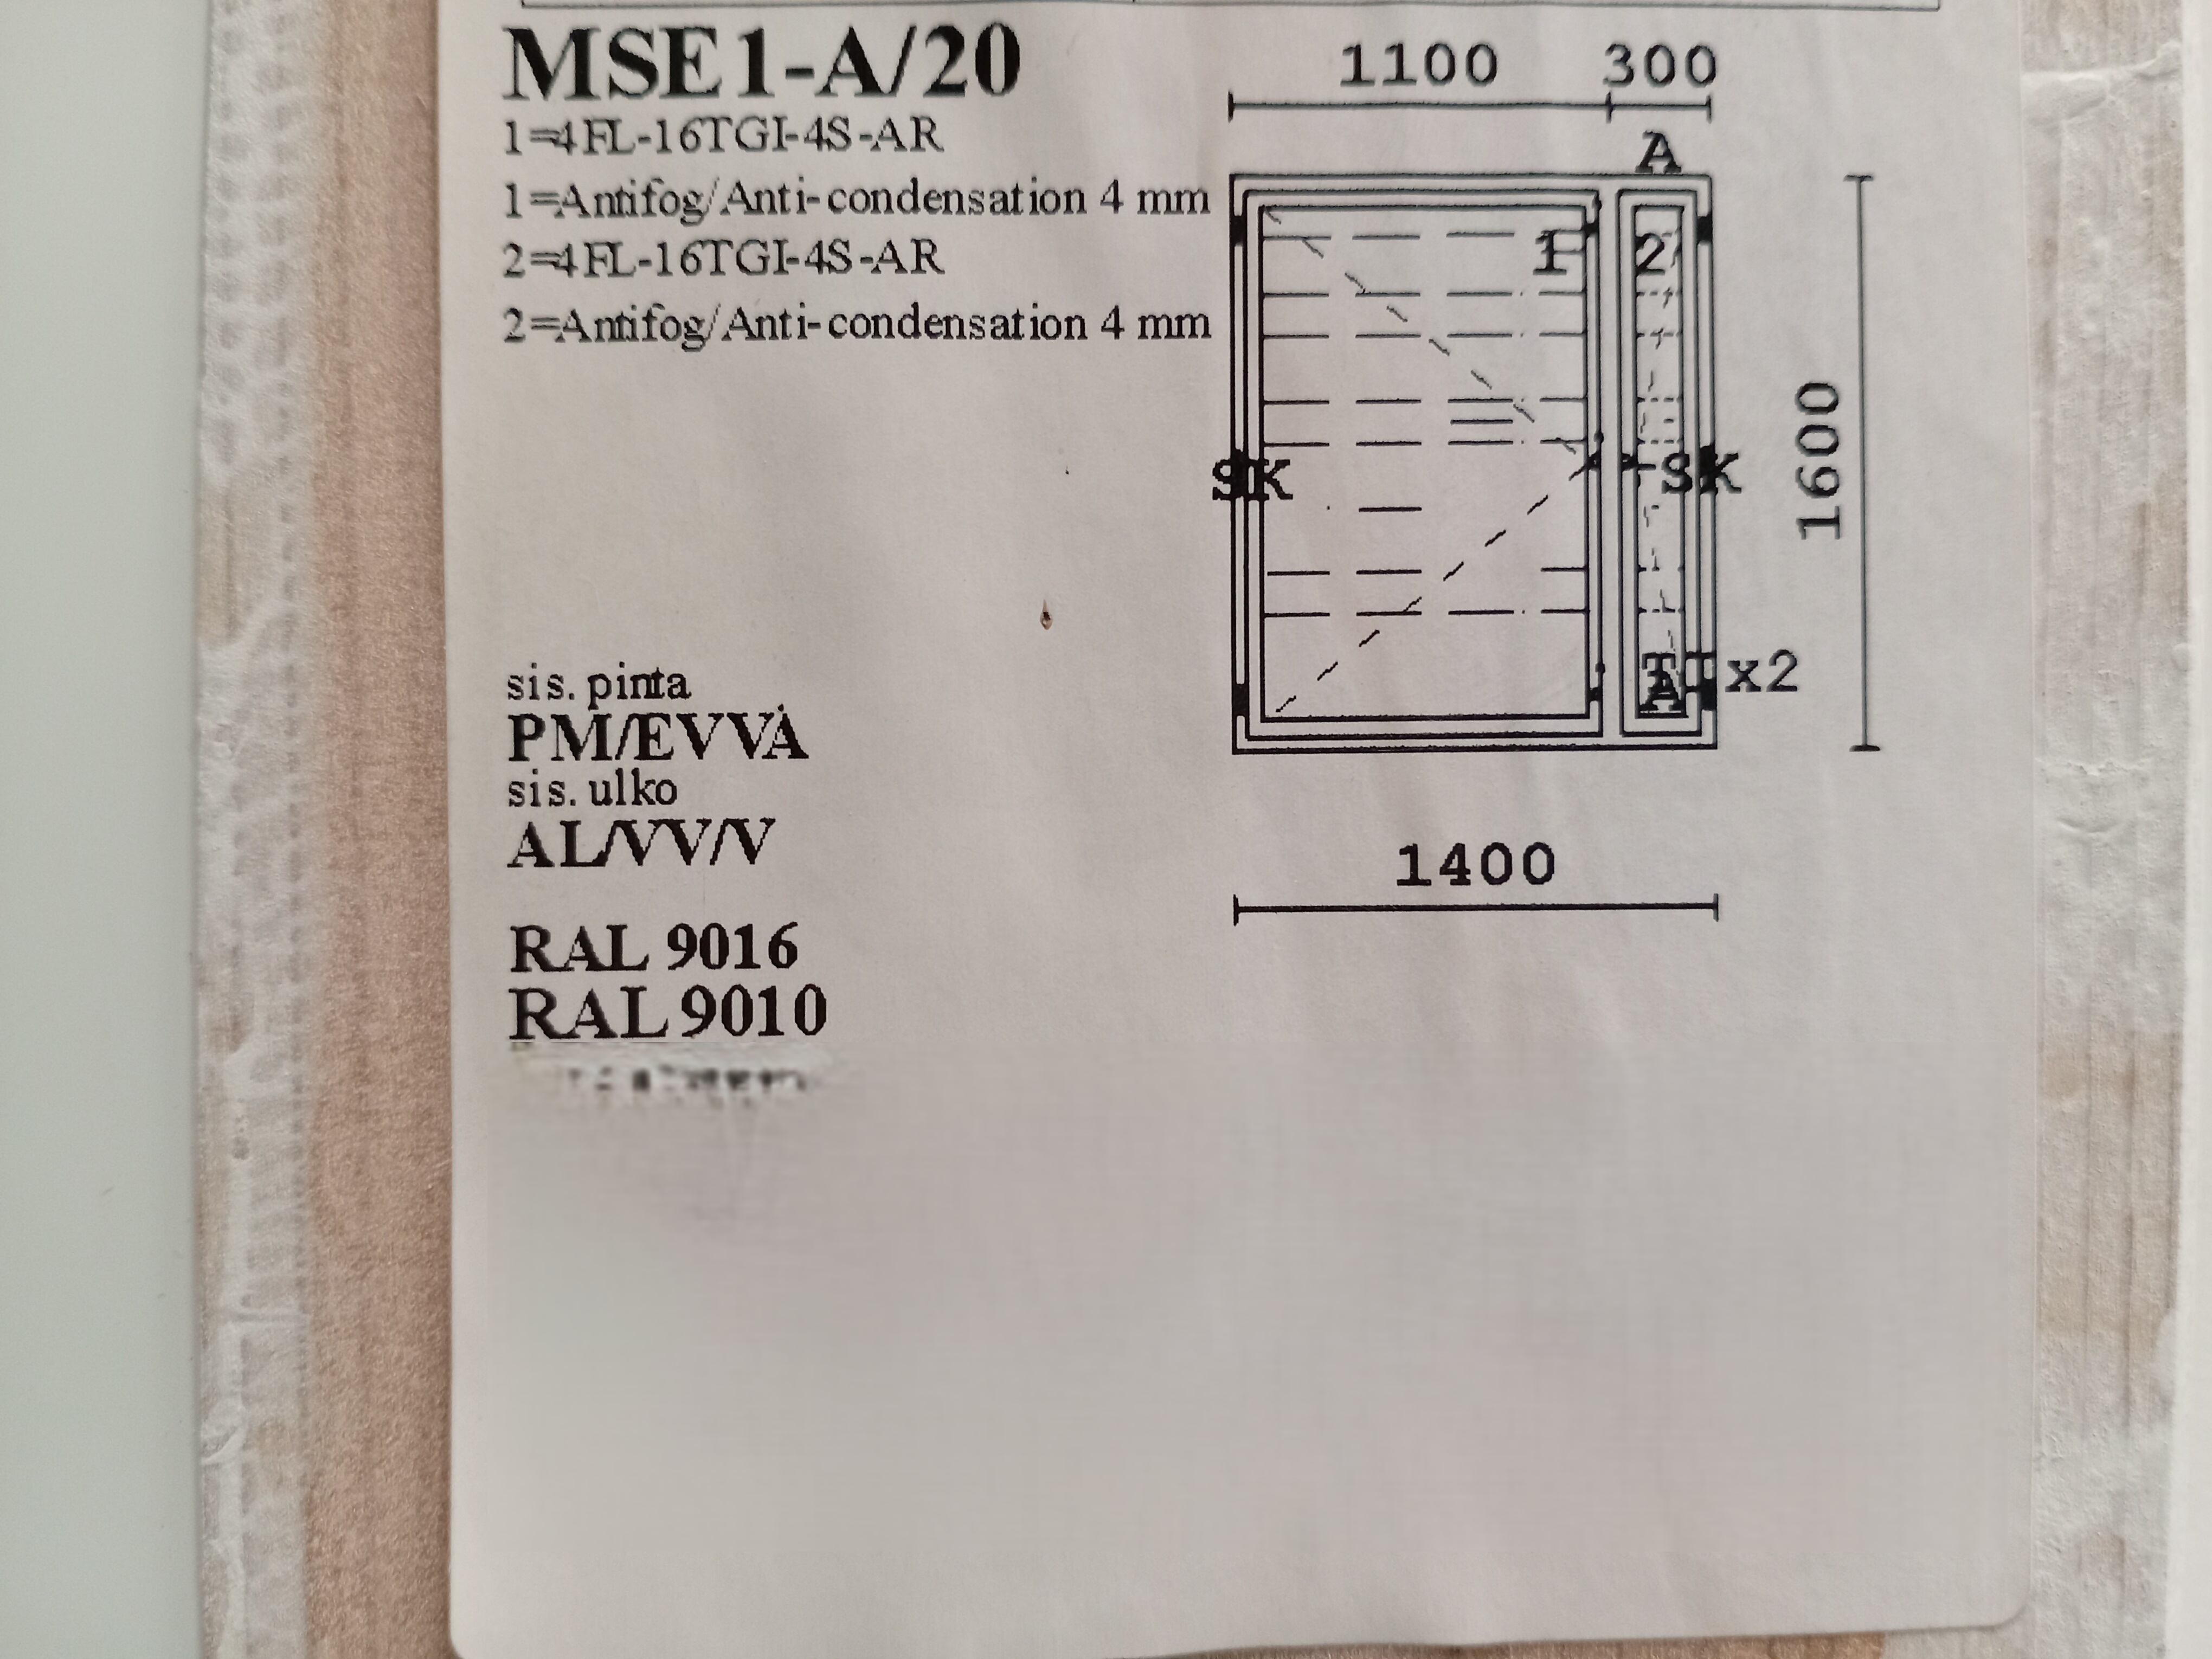 MSE1-A/20
1=4FL-16TGI-4S-AR
1=Antifog/Anti-condensation 4 mm
2=4FL-16TGI-4S-AR
2=Antifog/Anti-condensation 4 mm
1100 300
A
1 2
SK SK
1600
TT x2
A
1400
sis. pinta
PM/EVVÅ
sis. ulko
AL/VV/V
RAL 9016
RAL 9010